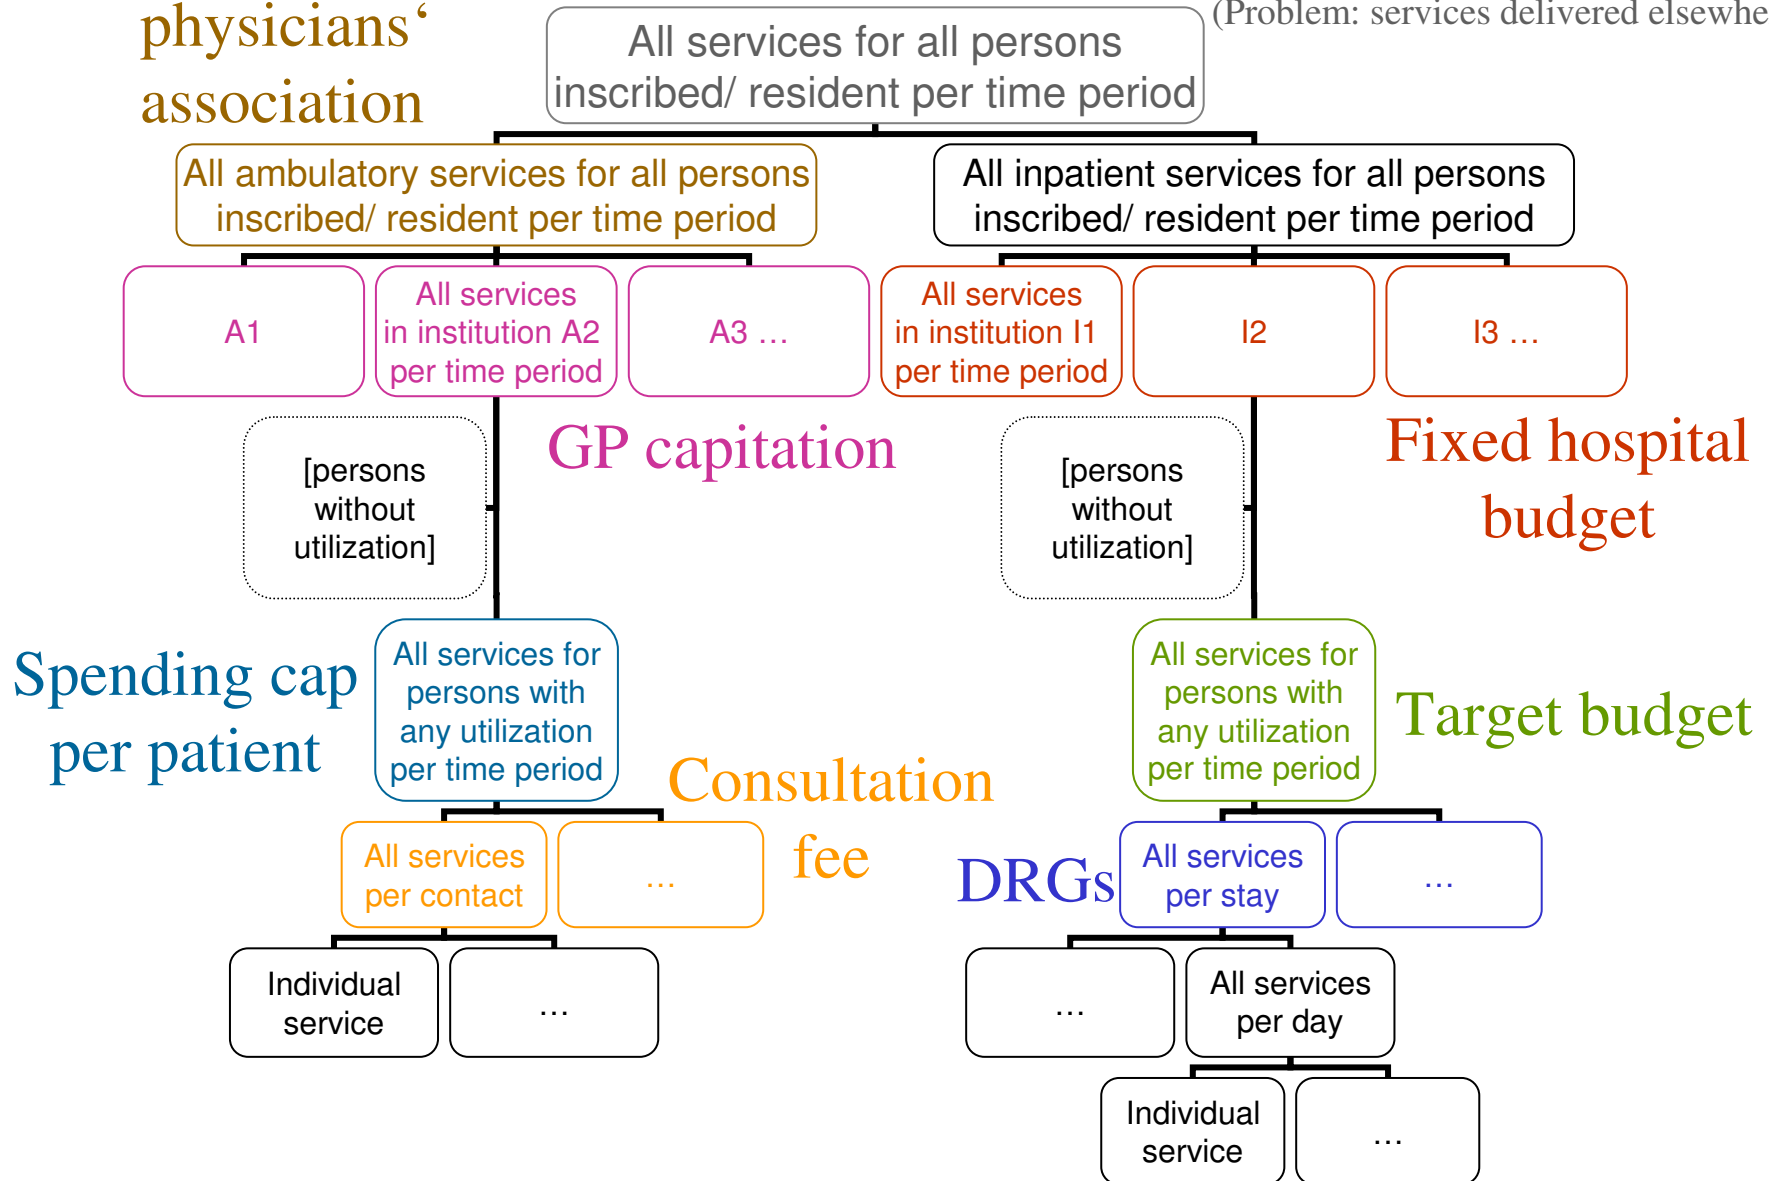 physicians‘
association
(Problem: services delivered elsewhe
All services for all persons
inscribed/ resident per time period
All ambulatory services for all persons
inscribed/ resident per time period
All inpatient services for all persons
inscribed/ resident per time period
A1
All services
in institution A2
per time period
A3 …
All services
in institution I1
per time period
I2
I3 …
[persons
without
utilization]
GP capitation
[persons
without
utilization]
Fixed hospital
budget
Spending cap
per patient
All services for
persons with
any utilization
per time period
All services for
persons with
any utilization
per time period
Target budget
Consultation
fee
All services
per contact
…
DRGs
All services
per stay
…
Individual
service
…
…
All services
per day
Individual
service
…